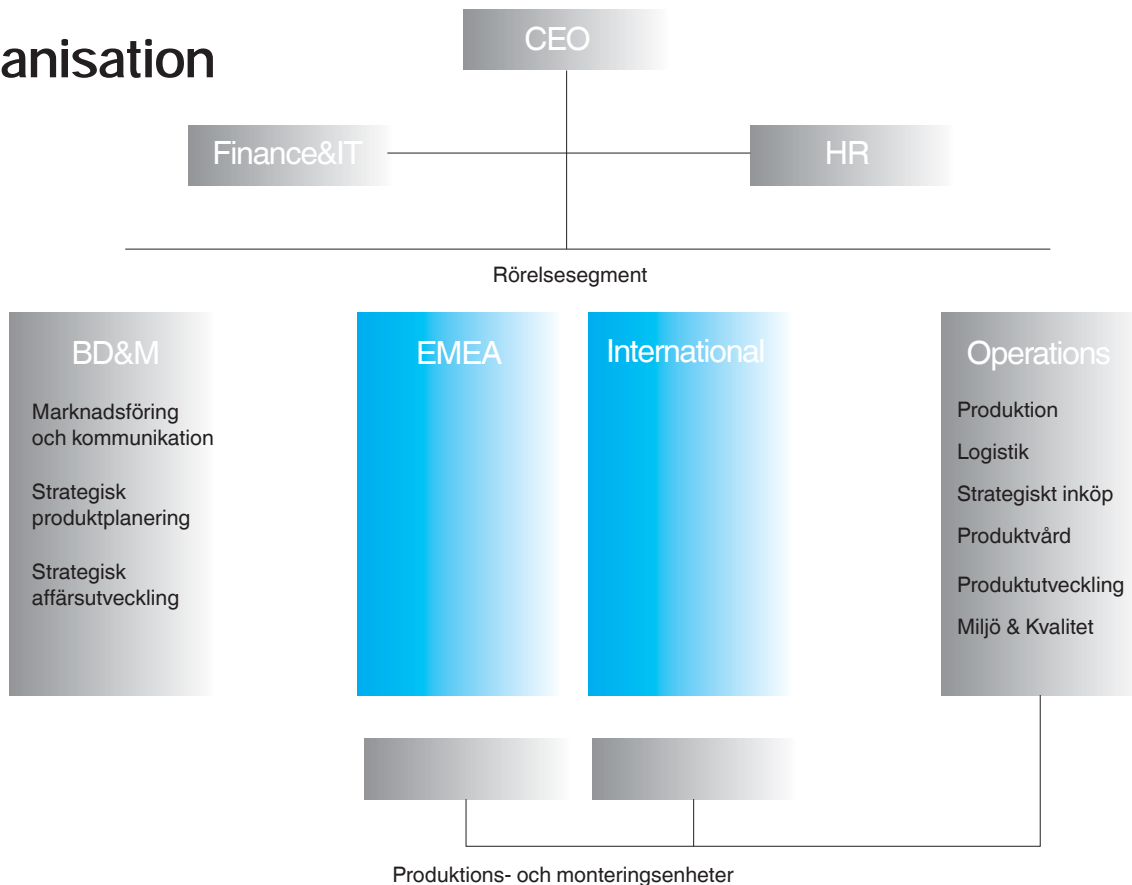 anisation
CEO
Finance&IT
HR
Rörelsesegment
BD&M
Marknadsföring
och kommunikation
Strategisk
produktplanering
Strategisk
affärsutveckling
EMEA
International
Operations
Produktion
Logistik
Strategiskt inköp
Produktvård
Produktutveckling
Miljö & Kvalitet
Produktions- och monteringsenheter